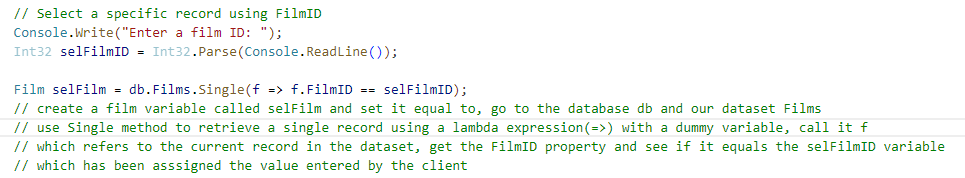 // Select a specific record using FilmID
Console.Write("Enter a film ID: ");
Int32 selFilmID = Int32.Parse(Console.ReadLine());
Film selFilm = db.Films.Single(f => f.FilmID == selFilmID);
// create a film variable called selFilm and set it equal to, go to the database db and our dataset Films
// use Single method to retrieve a single record using a lambda expression(=>) with a dummy variable, call it f
// which refers to the current record in the dataset, get the FilmID property and see if it equals the selFilmID variable
// which has been asssigned the value entered by the client